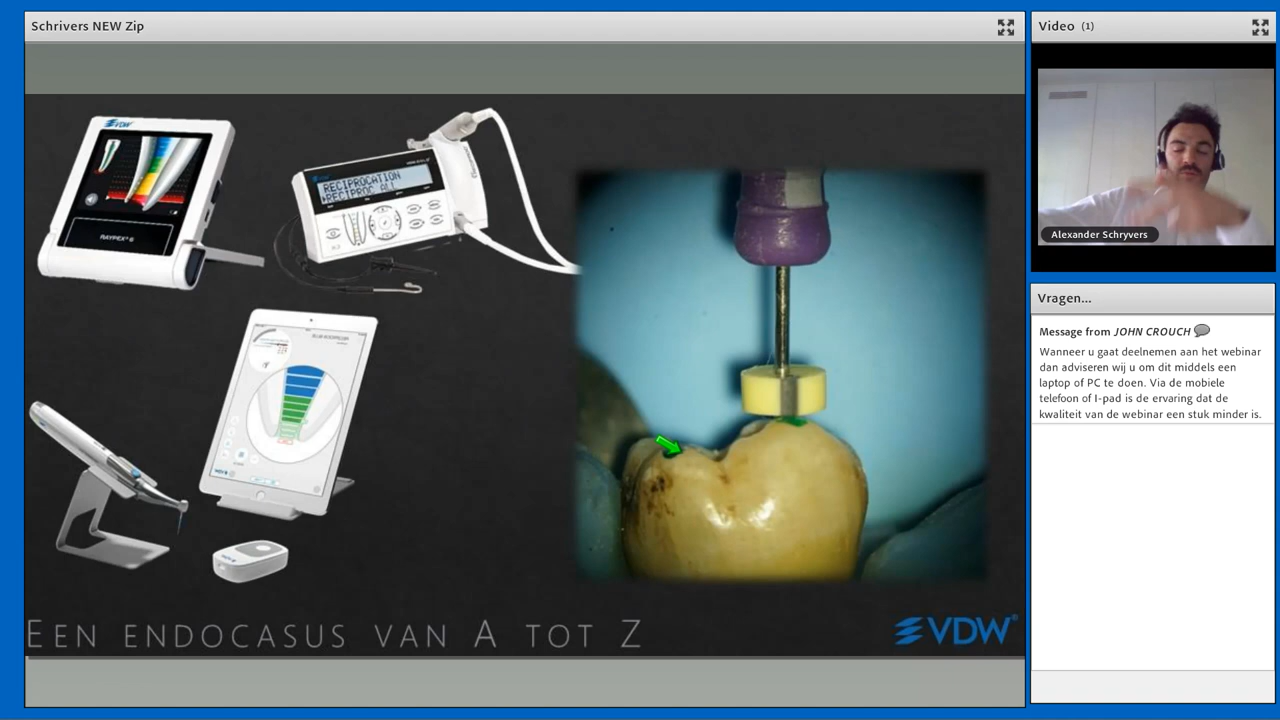 Schrivers NEW Zip
VDW
RAYPEX® 6
RECIPROCATION
RECIPROC ALL
EEN ENDOCASUS VAN A TOT Z
VDW®
Video (1)
Alexander Schryvers
Vragen...
Message from JOHN CROUCH
Wanneer u gaat deelnemen aan het webinar
dan adviseren wij u om dit middels een
laptop of PC te doen. Via de mobiele
telefoon of I-pad is de ervaring dat de
kwaliteit van de webinar een stuk minder is.